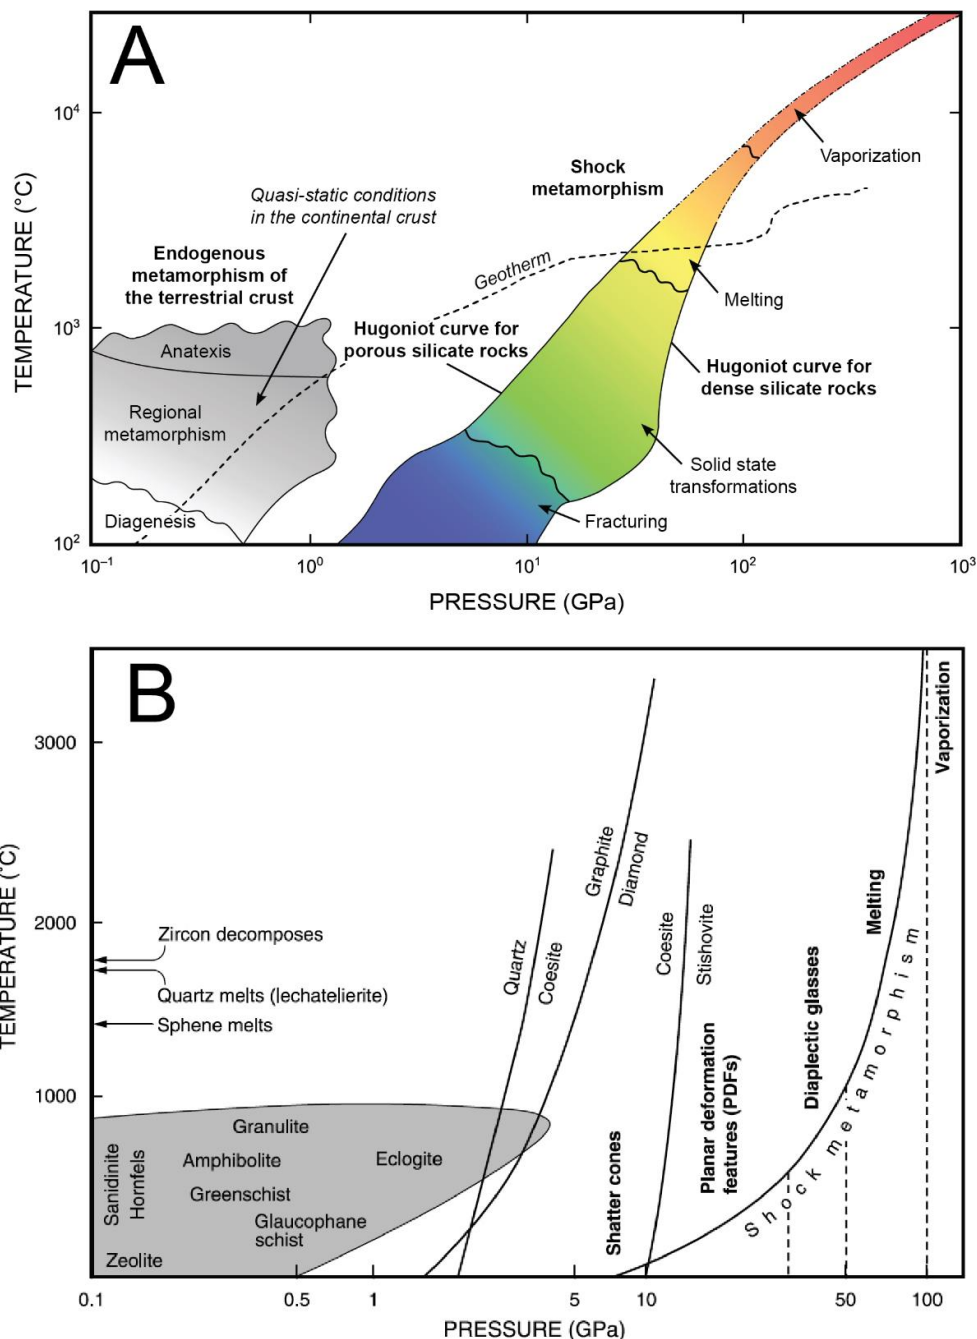 A
TEMPERATURE (°C)
10⁴
10³
10²
Quasi-static conditions
in the continental crust
Endogenous
metamorphism of
the terrestrial crust
Anatexis
Regional
metamorphism
Diagenesis
Geotherm
Shock
metamorphism
Hugoniot curve for
porous silicate rocks
Vaporization
Melting
Hugoniot curve for
dense silicate rocks
Solid state
transformations
Fracturing
10⁻¹
10⁰
10¹
10²
10³
PRESSURE (GPa)
B
TEMPERATURE (°C)
3000
2000
1000
Zircon decomposes
Quartz melts (lechatelierite)
Sphene melts
Granulite
Amphibolite
Eclogite
Greenschist
Glaucophane
schist
Sanidinite
Hornfels
Zeolite
Quartz
Coesite
Graphite
Diamond
Coesite
Stishovite
Shatter cones
Planar deformation
features (PDFs)
Diaplectic glasses
Melting
Vaporization
Shock metamorphism
0.1
0.5
1
5
10
50
100
PRESSURE (GPa)